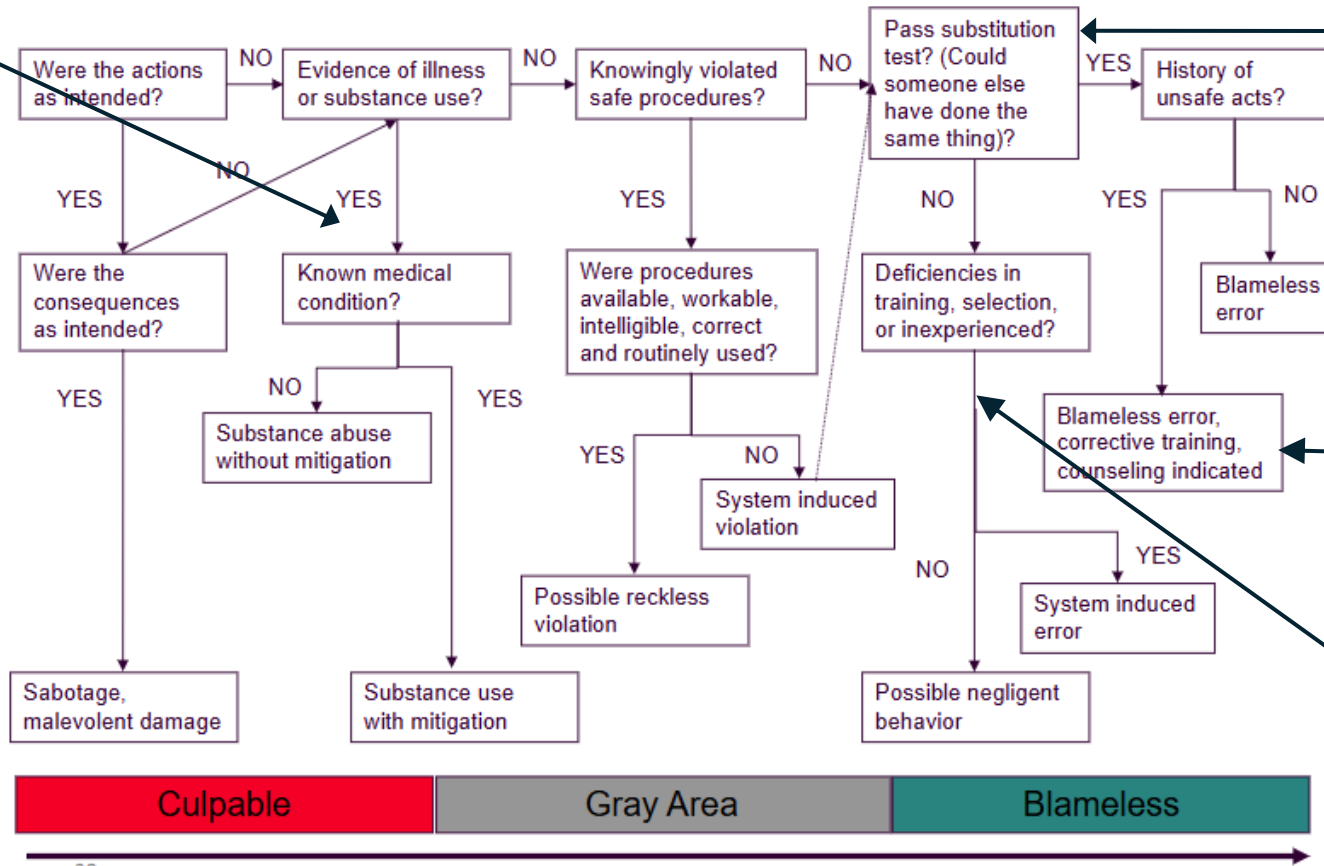 Were the actions
as intended?
NO
Evidence of illness
or substance use?
NO
Knowingly violated
safe procedures?
NO
Pass substitution
test? (Could
someone else
have done the
same thing)?
YES
History of
unsafe acts?
YES
NO
YES
YES
NO
YES
NO
Were the
consequences
as intended?
Known medical
condition?
Were procedures
available, workable,
intelligible, correct
and routinely used?
Deficiencies in
training, selection,
or inexperienced?
Blameless
error
YES
NO
YES
Substance abuse
without mitigation
YES
NO
System induced
violation
Blameless error,
corrective training,
counseling indicated
Possible reckless
violation
NO
YES
System induced
error
Sabotage,
malevolent damage
Substance use
with mitigation
Possible negligent
behavior
Culpable
Gray Area
Blameless